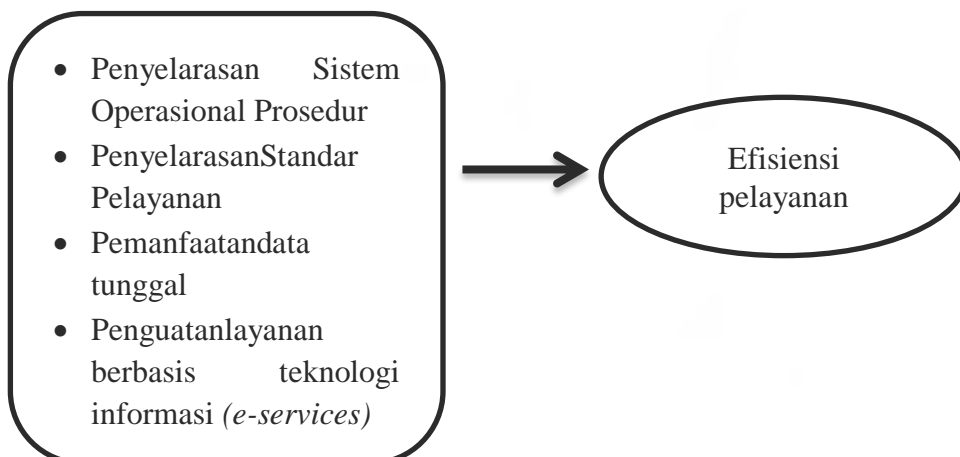 • Penyelarasan Sistem
Operasional Prosedur
• PenyelarasanStandar
Pelayanan
• Pemanfaatandata
tunggal
• Penguatanlayanan
berbasis teknologi
informasi (e-services)
Efisiensi
pelayanan